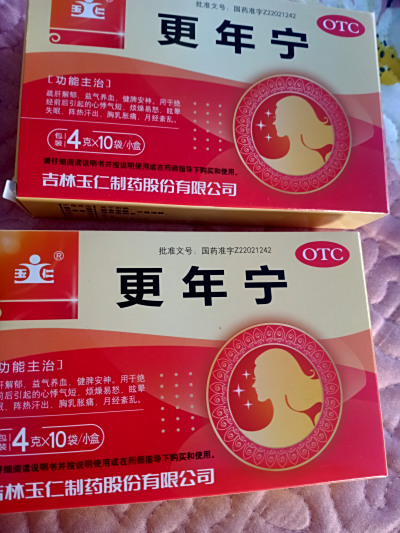 批准文号：国药准字Z22021242
OTC
玉仁
更年宁
[功能主治]
疏肝解郁、益气养血、健脾安神。用于绝
经前后引起的心悸气短、烦燥易怒、眩晕
失眠、阵热汗出、胸乳胀痛、月经紊乱。
包装 4克×10袋/小盒
请仔细阅读说明书并按说明使用或在药师指导下购买和使用。
吉林玉仁制药股份有限公司
批准文号：国药准字Z22021242
OTC
玉仁®
更年宁
功能主治]
肝解郁、益气养血、健脾安神。用于绝
前后引起的心悸气短、烦燥易怒、眩晕
眠、阵热汗出、胸乳胀痛、月经紊乱。
包装 4克×10袋/小盒
仔细阅读说明书并按说明使用或在药师指导下购买和使用。
吉林玉仁制药股份有限公司